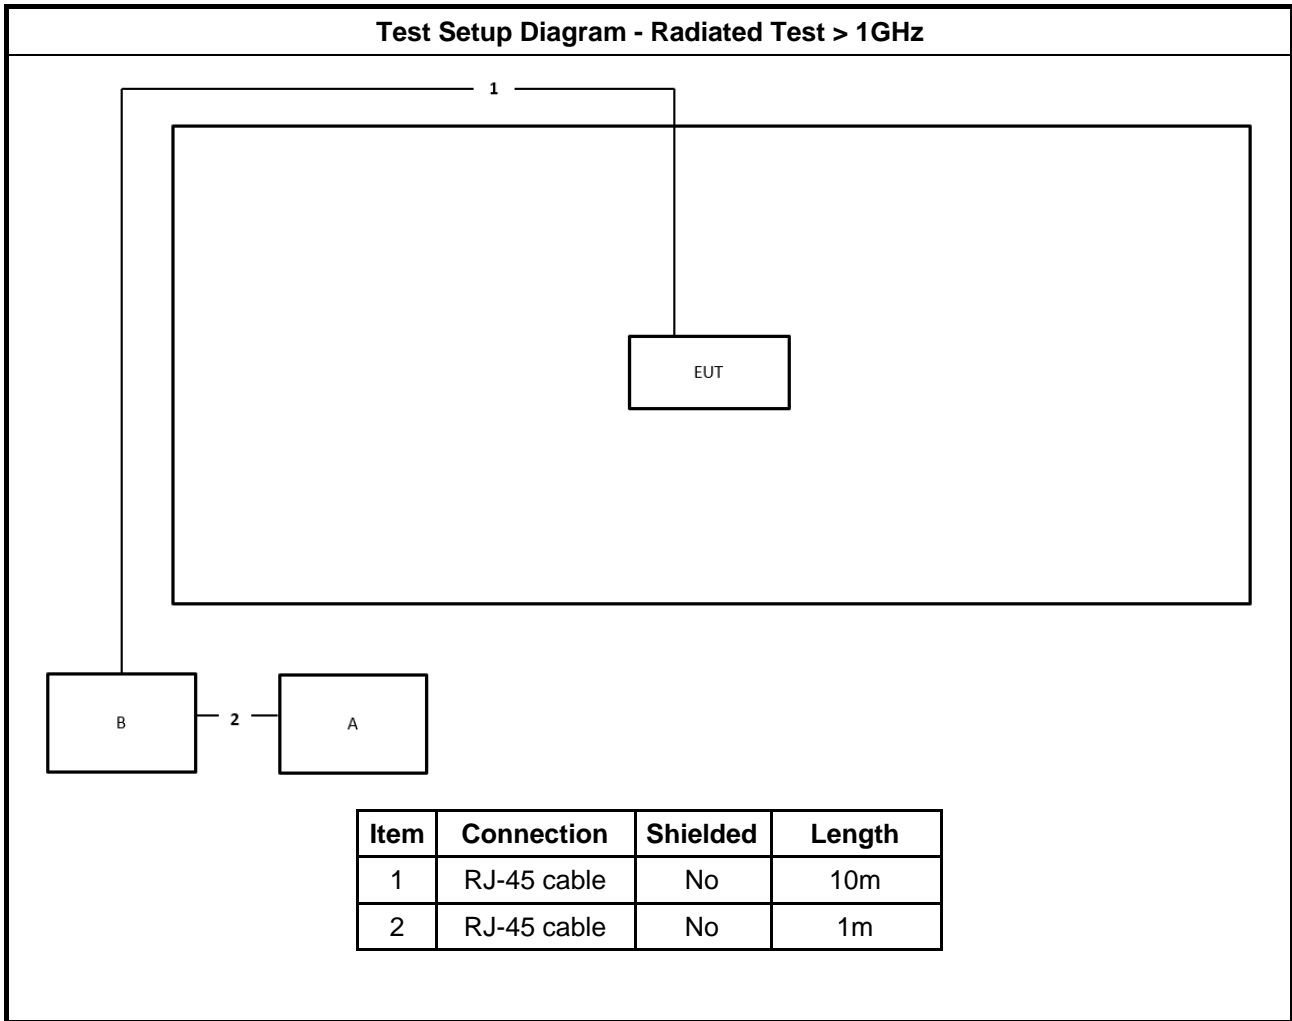 Test Setup Diagram - Radiated Test > 1GHz
1
EUT
B
2
A
Item Connection Shielded Length
1 RJ-45 cable No 10m
2 RJ-45 cable No 1m